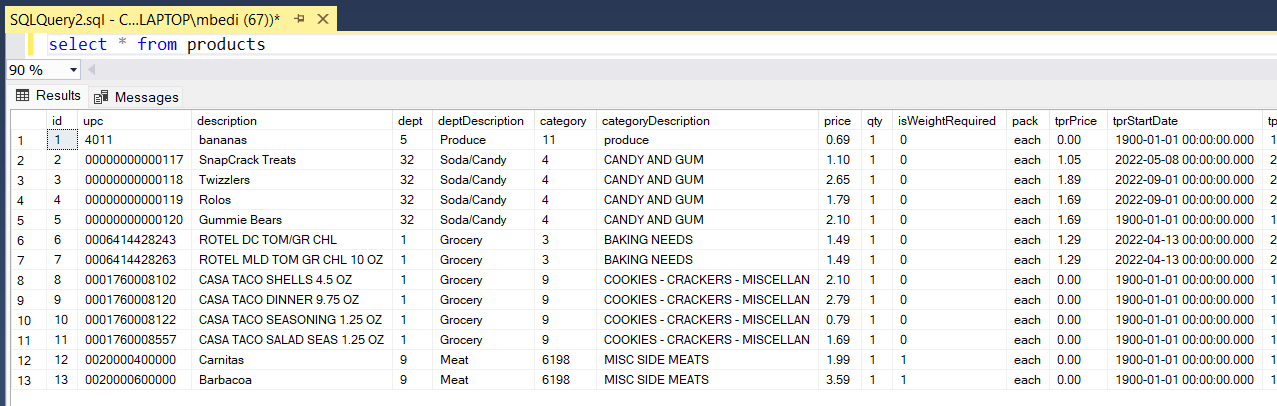 SQLQuery2.sql - C...LAPTOP\mbedi (67))*
select * from products
90 %
Results Messages
id upc description dept deptDescription category categoryDescription price qty isWeightRequired pack tprPrice tprStartDate tp
1 1 4011 bananas 5 Produce 11 produce 0.69 1 0 each 0.00 1900-01-01 00:00:00.000 1
2 2 00000000000117 SnapCrack Treats 32 Soda/Candy 4 CANDY AND GUM 1.10 1 0 each 1.05 2022-05-08 00:00:00.000 2
3 3 00000000000118 Twizzlers 32 Soda/Candy 4 CANDY AND GUM 2.65 1 0 each 1.89 2022-09-01 00:00:00.000 2
4 4 00000000000119 Rolos 32 Soda/Candy 4 CANDY AND GUM 1.79 1 0 each 1.69 2022-09-01 00:00:00.000 2
5 5 00000000000120 Gummie Bears 32 Soda/Candy 4 CANDY AND GUM 2.10 1 0 each 1.69 1900-01-01 00:00:00.000 1
6 6 0006414428243 ROTEL DC TOM/GR CHL 1 Grocery 3 BAKING NEEDS 1.49 1 0 each 1.29 2022-04-13 00:00:00.000 2
7 7 0006414428263 ROTEL MLD TOM GR CHL 10 OZ 1 Grocery 3 BAKING NEEDS 1.49 1 0 each 1.29 2022-04-13 00:00:00.000 2
8 8 0001760008102 CASA TACO SHELLS 4.5 OZ 1 Grocery 9 COOKIES - CRACKERS - MISCELLAN 2.10 1 0 each 0.00 1900-01-01 00:00:00.000 1
9 9 0001760008120 CASA TACO DINNER 9.75 OZ 1 Grocery 9 COOKIES - CRACKERS - MISCELLAN 2.79 1 0 each 0.00 1900-01-01 00:00:00.000 1
10 10 0001760008122 CASA TACO SEASONING 1.25 OZ 1 Grocery 9 COOKIES - CRACKERS - MISCELLAN 0.79 1 0 each 0.00 1900-01-01 00:00:00.000 1
11 11 0001760008557 CASA TACO SALAD SEAS 1.25 OZ 1 Grocery 9 COOKIES - CRACKERS - MISCELLAN 1.69 1 0 each 0.00 1900-01-01 00:00:00.000 1
12 12 0020000400000 Carnitas 9 Meat 6198 MISC SIDE MEATS 1.99 1 1 each 0.00 1900-01-01 00:00:00.000 1
13 13 0020000600000 Barbacoa 9 Meat 6198 MISC SIDE MEATS 3.59 1 1 each 0.00 1900-01-01 00:00:00.000 1